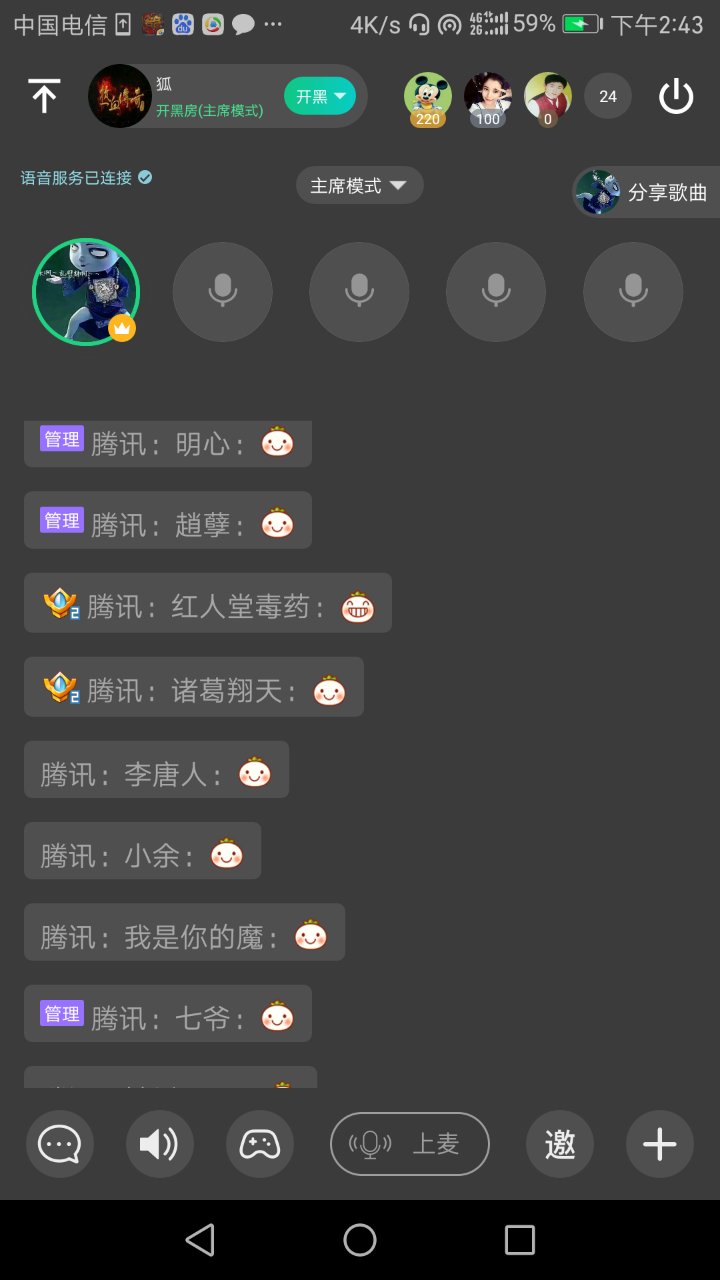 中国电信 4K/s 4G 2G 59% 下午2:43
狐
开黑房(主席模式)
开黑
220 100 0 24
语音服务已连接 主席模式 分享歌曲
管理 腾讯：明心：
管理 腾讯：趙孽：
2 腾讯：红人堂毒药：
2 腾讯：诸葛翔天：
腾讯：李唐人：
腾讯：小余：
腾讯：我是你的魔：
管理 腾讯：七爷：
上麦 邀